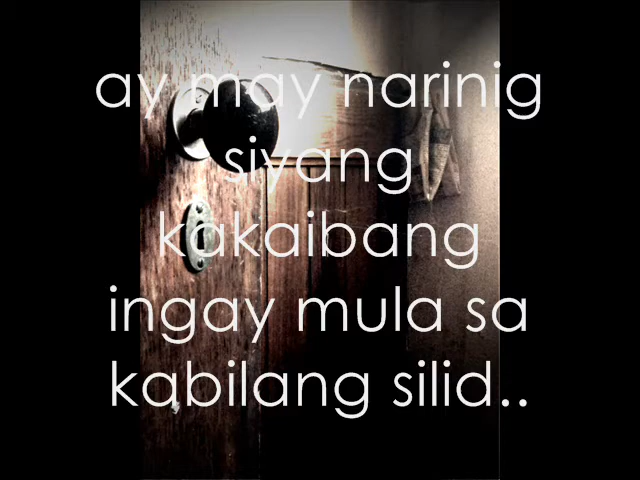 ay may narinig
siyang
kakaibang
ingay mula sa
kabilang silid..